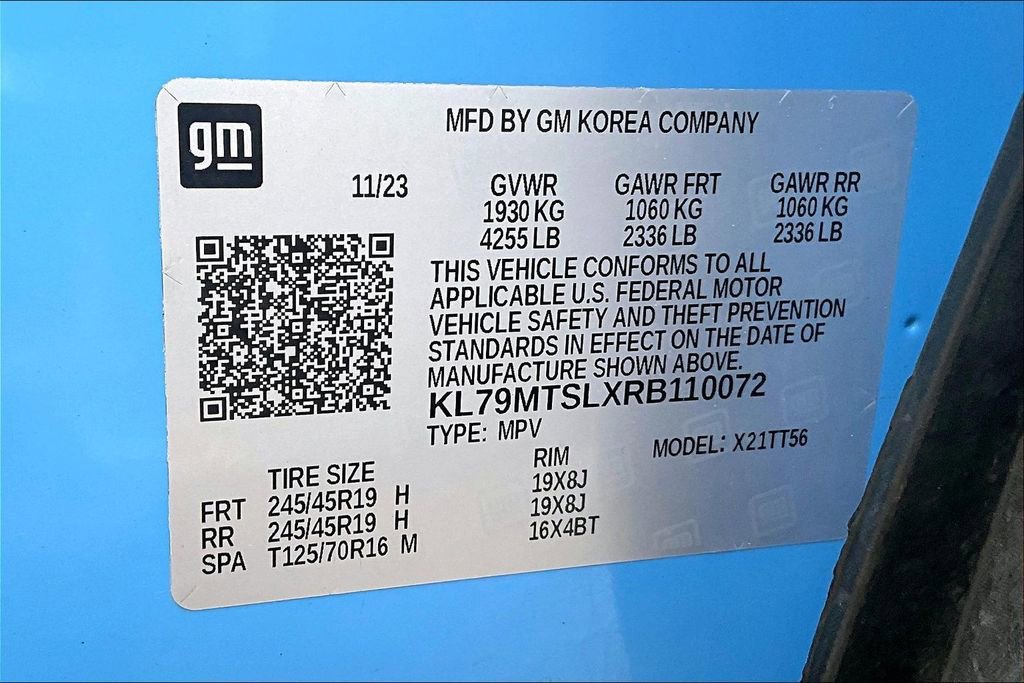 gm
MFD BY GM KOREA COMPANY
11/23 GVWR GAWR FRT GAWR RR
1930 KG 1060 KG 1060 KG
4255 LB 2336 LB 2336 LB
THIS VEHICLE CONFORMS TO ALL
APPLICABLE U.S. FEDERAL MOTOR
VEHICLE SAFETY AND THEFT PREVENTION
STANDARDS IN EFFECT ON THE DATE OF
MANUFACTURE SHOWN ABOVE.
KL79MTSLXRB110072
TYPE: MPV MODEL: X21TT56
TIRE SIZE RIM
FRT 245/45R19 H 19X8J
RR 245/45R19 H 19X8J
SPA T125/70R16 M 16X4BT